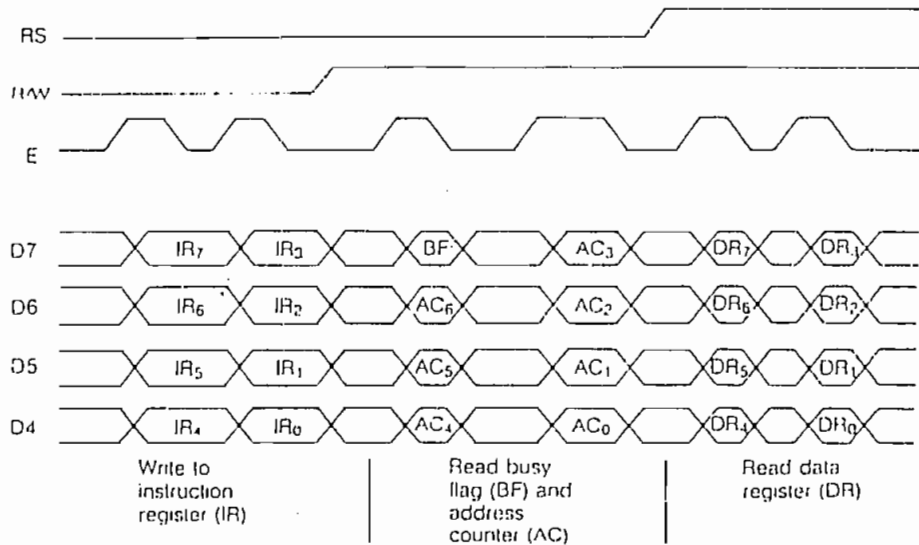 RS
R/W
E
D7 IR₇ IR₃ BF AC₃ DR₇ DR₃
D6 IR₆ IR₂ AC₆ AC₂ DR₆ DR₂
D5 IR₅ IR₁ AC₅ AC₁ DR₅ DR₁
D4 IR₄ IR₀ AC₄ AC₀ DR₄ DR₀
Write to
instruction
register (IR)
Read busy
flag (BF) and
address
counter (AC)
Read data
register (DR)